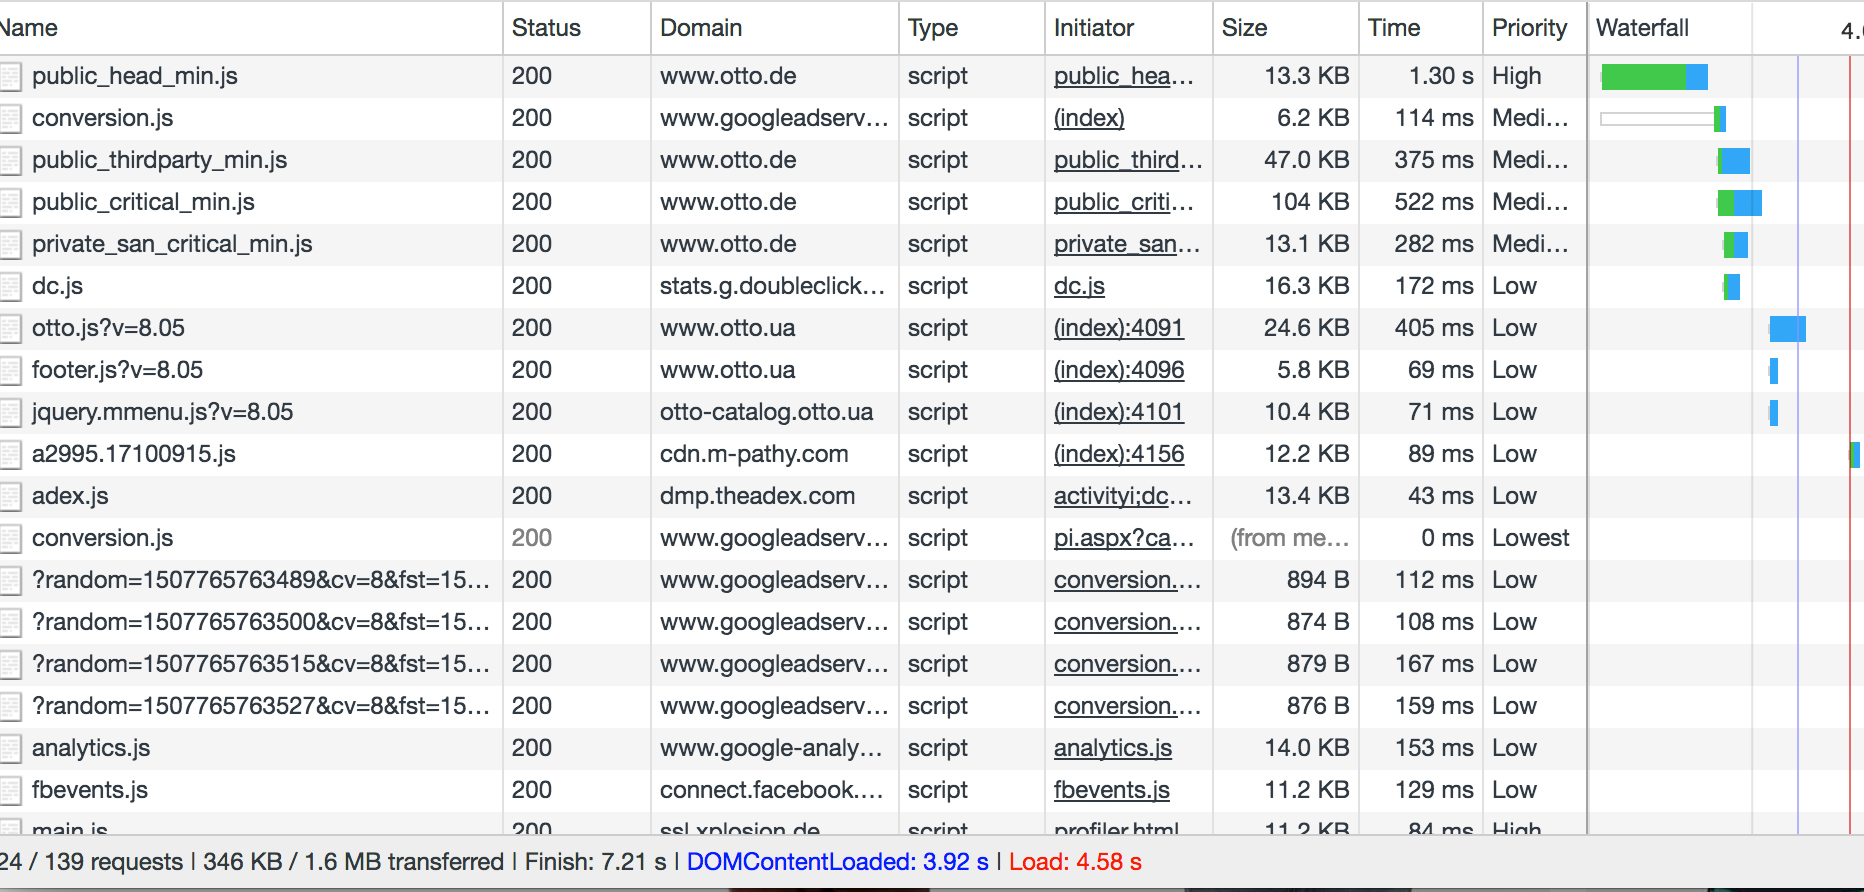 Name Status Domain Type Initiator Size Time Priority Waterfall 4.0
public_head_min.js 200 www.otto.de script public_hea... 13.3 KB 1.30 s High
conversion.js 200 www.googleadserv... script (index) 6.2 KB 114 ms Medi...
public_thirdparty_min.js 200 www.otto.de script public_third... 47.0 KB 375 ms Medi...
public_critical_min.js 200 www.otto.de script public_criti... 104 KB 522 ms Medi...
private_san_critical_min.js 200 www.otto.de script private_san... 13.1 KB 282 ms Medi...
dc.js 200 stats.g.doubleclick... script dc.js 16.3 KB 172 ms Low
otto.js?v=8.05 200 www.otto.ua script (index):4091 24.6 KB 405 ms Low
footer.js?v=8.05 200 www.otto.ua script (index):4096 5.8 KB 69 ms Low
jquery.mmenu.js?v=8.05 200 otto-catalog.otto.ua script (index):4101 10.4 KB 71 ms Low
a2995.17100915.js 200 cdn.m-pathy.com script (index):4156 12.2 KB 89 ms Low
adex.js 200 dmp.theadex.com script activityi;dc... 13.4 KB 43 ms Low
conversion.js 200 www.googleadserv... script pi.aspx?ca... (from me... 0 ms Lowest
?random=1507765763489&cv=8&fst=15... 200 www.googleadserv... script conversion.... 894 B 112 ms Low
?random=1507765763500&cv=8&fst=15... 200 www.googleadserv... script conversion.... 874 B 108 ms Low
?random=1507765763515&cv=8&fst=15... 200 www.googleadserv... script conversion.... 879 B 167 ms Low
?random=1507765763527&cv=8&fst=15... 200 www.googleadserv... script conversion.... 876 B 159 ms Low
analytics.js 200 www.google-analy... script analytics.js 14.0 KB 153 ms Low
fbevents.js 200 connect.facebook.... script fbevents.js 11.2 KB 129 ms Low
main.js 200 ssl.xplosion.de script profiler.html 11.2 KB 84 ms High
24 / 139 requests | 346 KB / 1.6 MB transferred | Finish: 7.21 s | DOMContentLoaded: 3.92 s | Load: 4.58 s